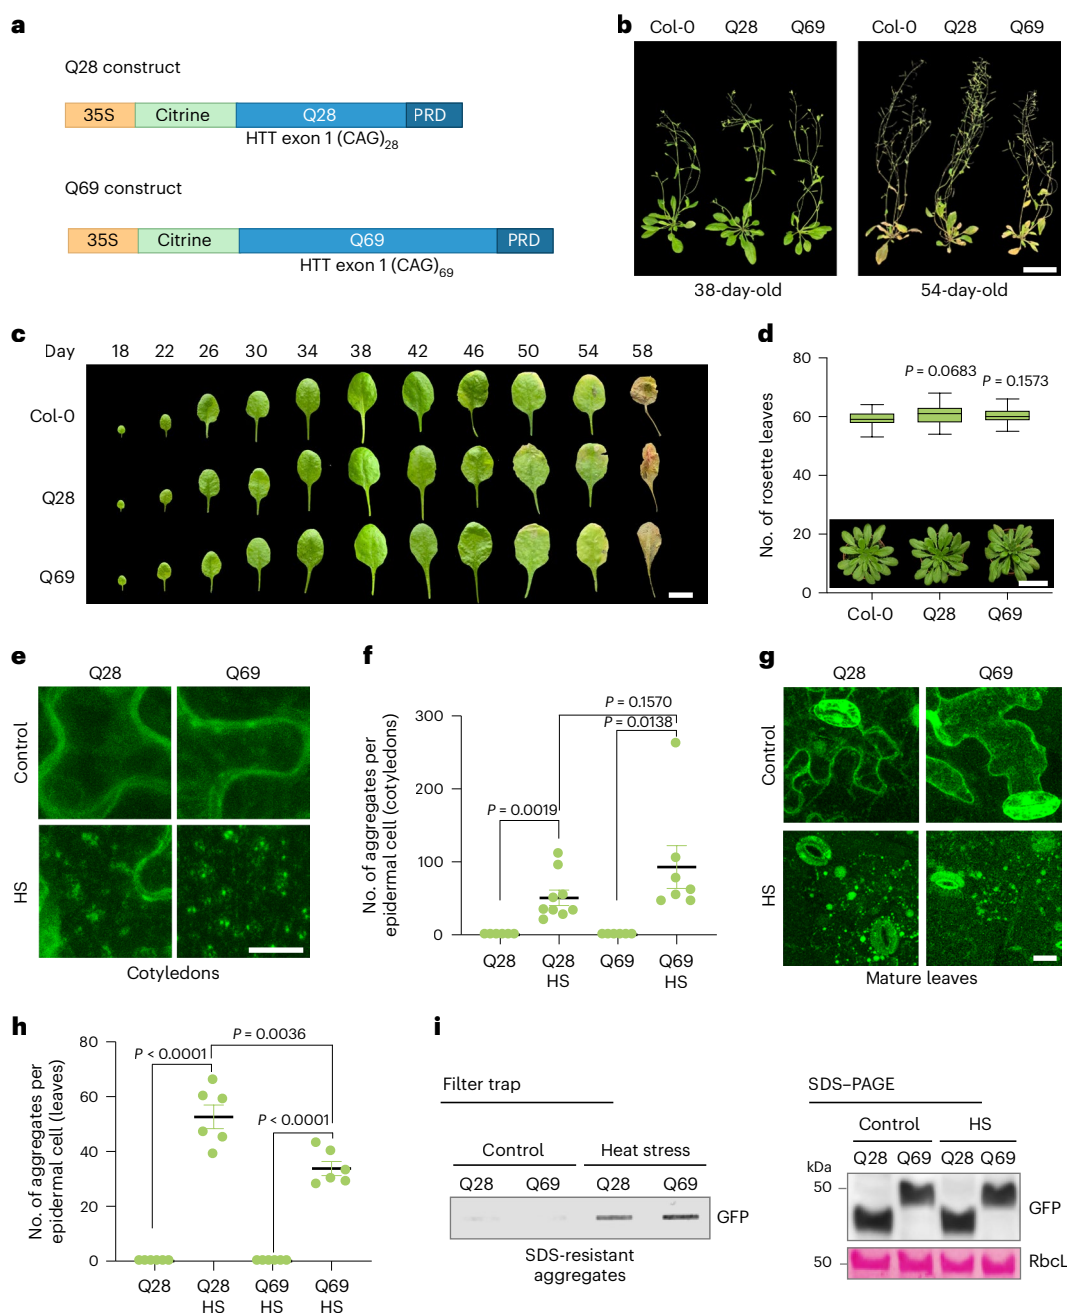 a
Q28 construct
35S Citrine Q28 PRD
HTT exon 1 (CAG)28
Q69 construct
35S Citrine Q69 PRD
HTT exon 1 (CAG)69
b
Col-0 Q28 Q69 Col-0 Q28 Q69
38-day-old 54-day-old
c
Day 18 22 26 30 34 38 42 46 50 54 58
Col-0
Q28
Q69
d
No. of rosette leaves
80
60
40
20
0
P = 0.0683
P = 0.1573
Col-0 Q28 Q69
e
Q28 Q69
Control
HS
Cotyledons
f
No. of aggregates per
epidermal cell (cotyledons)
300
200
100
0
P = 0.1570
P = 0.0138
P = 0.0019
Q28 Q28 Q69 Q69
HS HS
g
Q28 Q69
Control
HS
Mature leaves
h
No. of aggregates per
epidermal cell (leaves)
80
60
40
20
0
P = 0.0036
P < 0.0001
P < 0.0001
Q28 Q28 Q69 Q69
HS HS HS
i
Filter trap
Control Heat stress
Q28 Q69 Q28 Q69
GFP
SDS-resistant
aggregates
SDS–PAGE
Control HS
Q28 Q69 Q28 Q69
kDa
50
GFP
50
RbcL